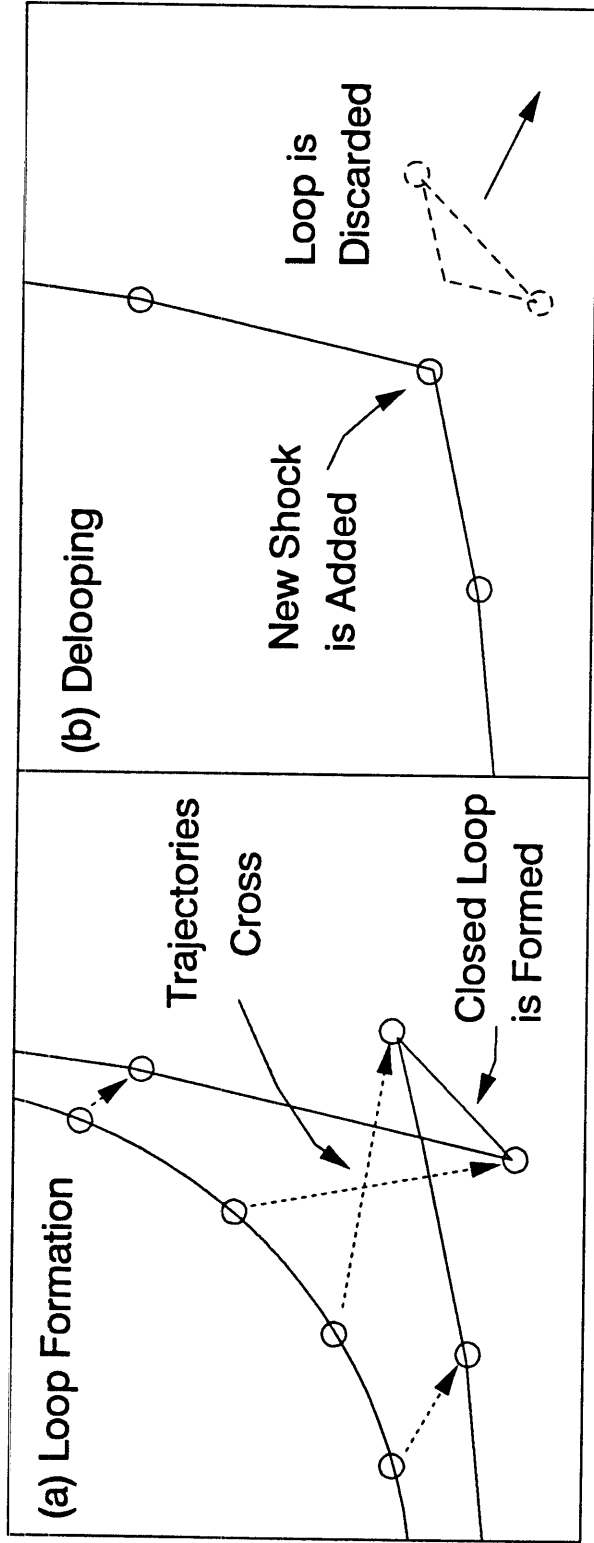 (a) Loop Formation
Trajectories
Cross
Closed Loop
is Formed
(b) Delooping
New Shock
is Added
Loop is
Discarded